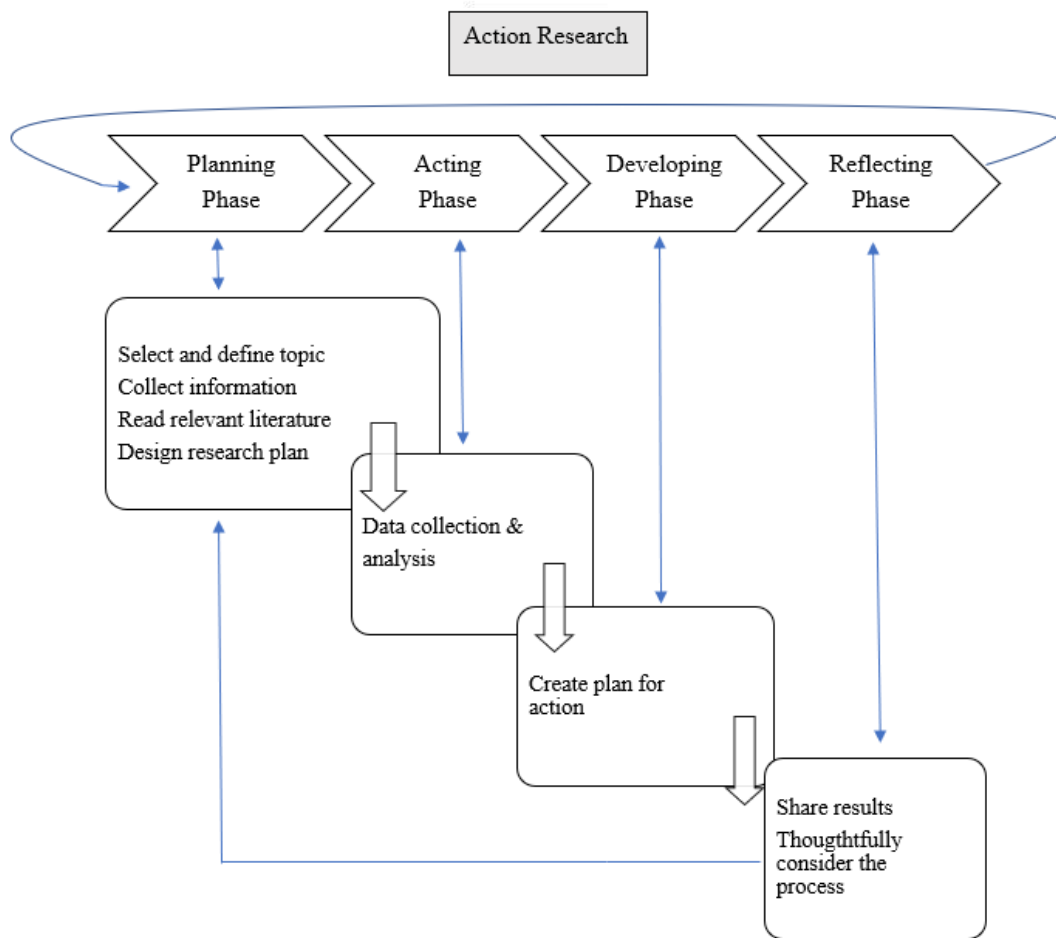 Action Research
Planning
Phase
Acting
Phase
Developing
Phase
Reflecting
Phase
Select and define topic
Collect information
Read relevant literature
Design research plan
Data collection &
analysis
Create plan for
action
Share results
Thougthtfully
consider the
process